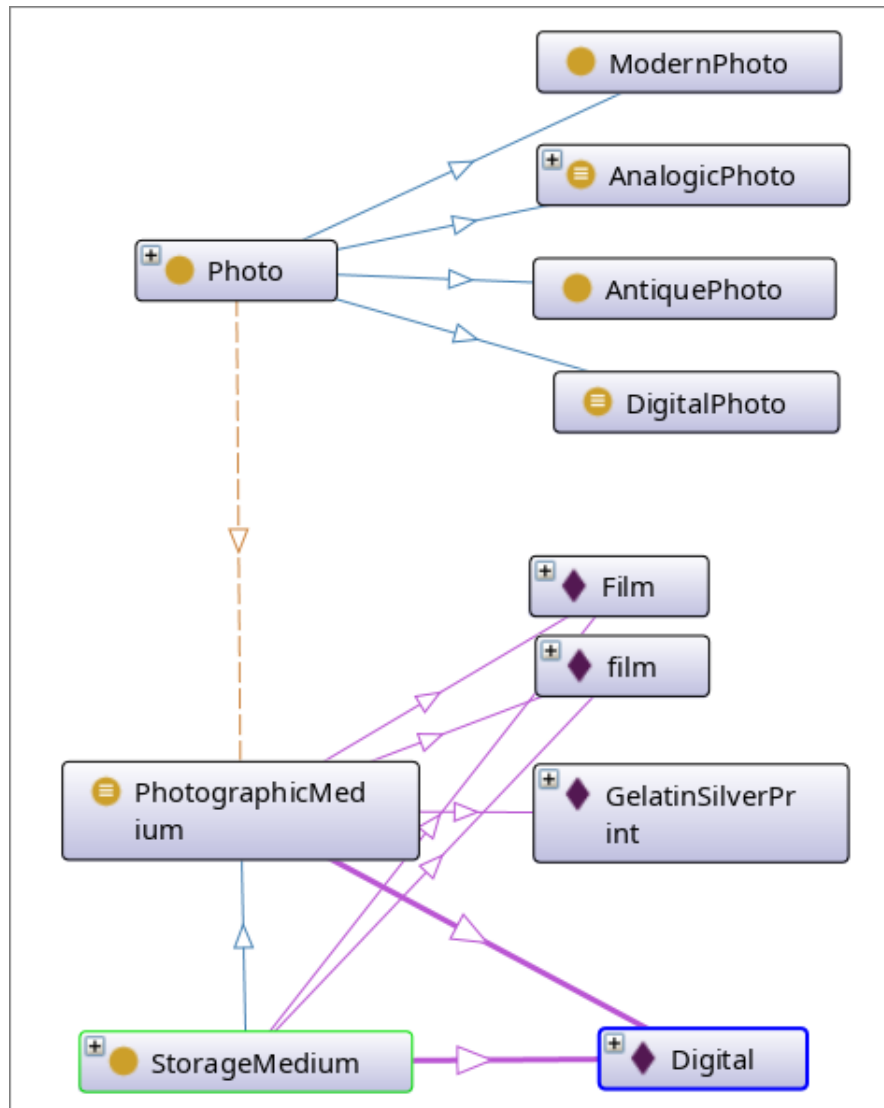 ModernPhoto
AnalogicPhoto
Photo
AntiquePhoto
DigitalPhoto
Film
film
PhotographicMed
ium
GelatinSilverPr
int
StorageMedium
Digital